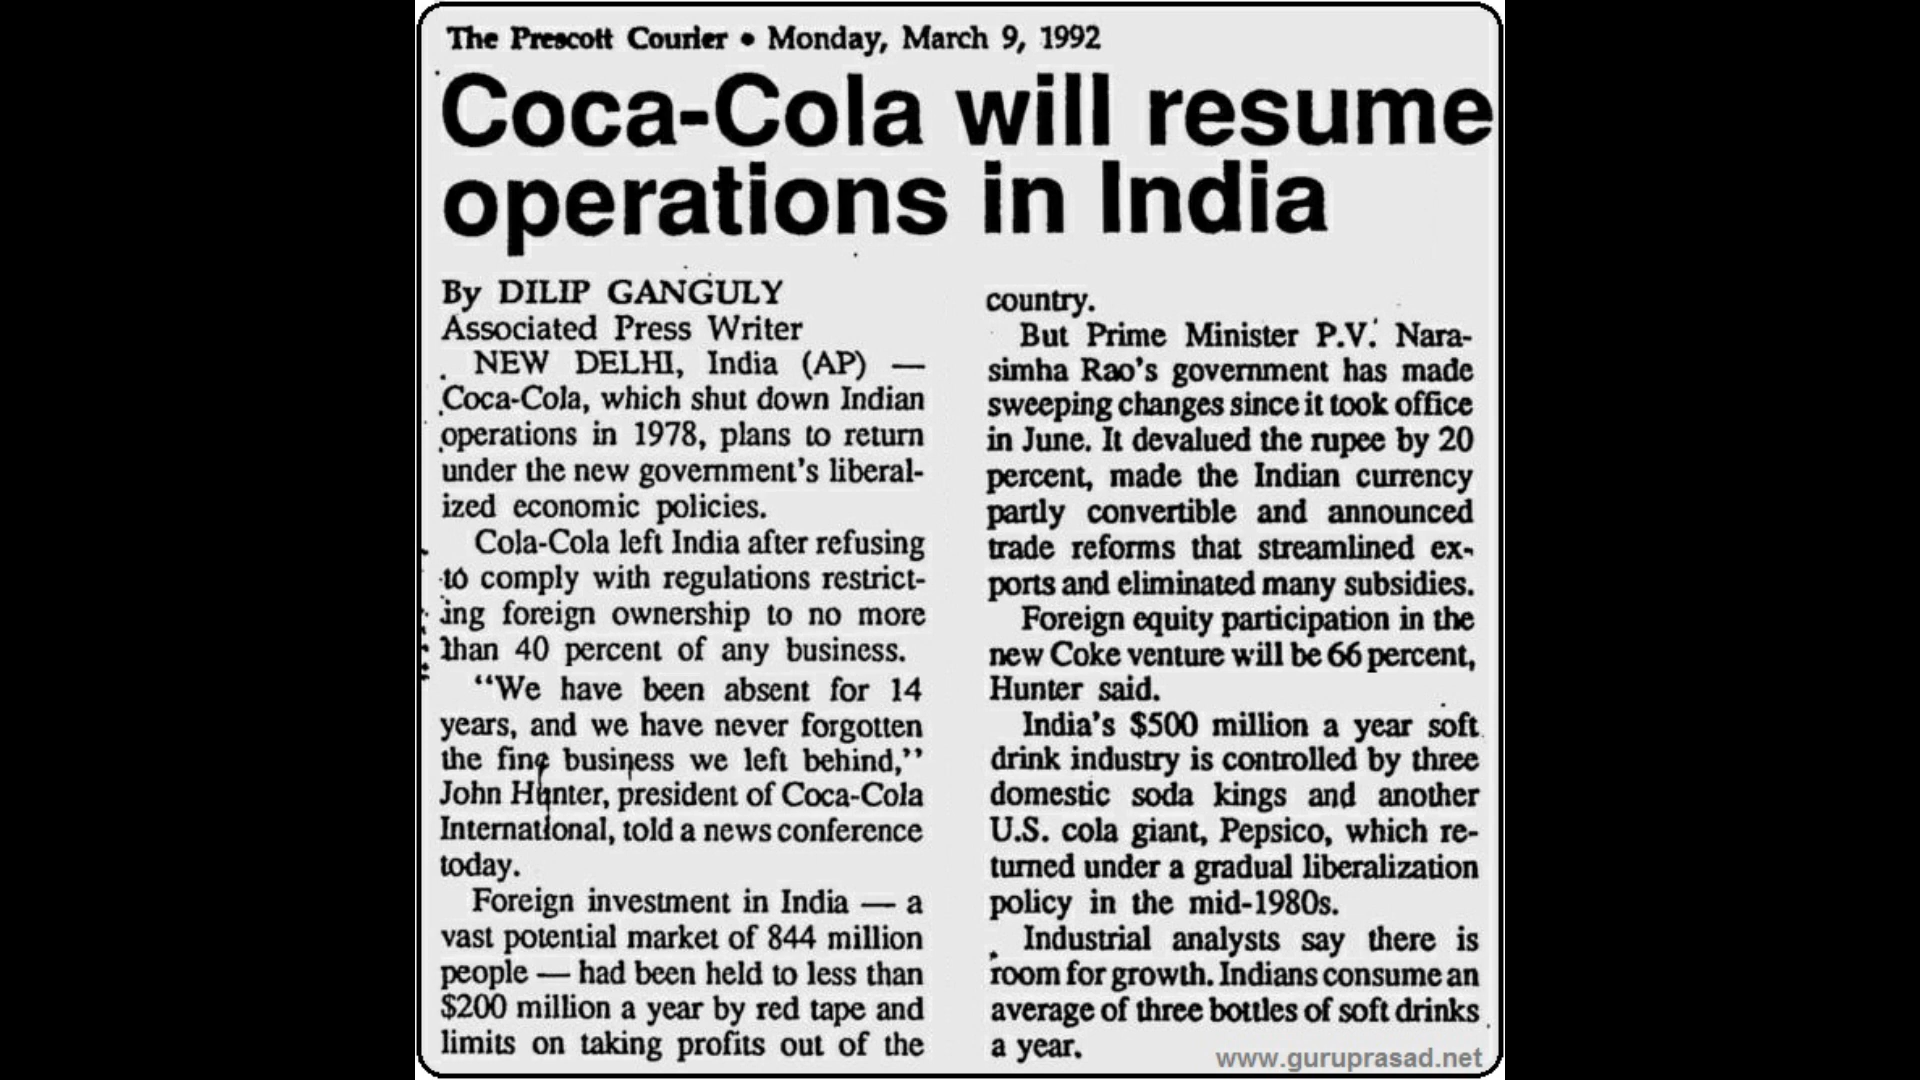 The Prescott Courier • Monday, March 9, 1992
Coca-Cola will resume
operations in India
By DILIP GANGULY
Associated Press Writer
NEW DELHI, India (AP) —
Coca-Cola, which shut down Indian
operations in 1978, plans to return
under the new government's liberal-
ized economic policies.
Cola-Cola left India after refusing
to comply with regulations restrict-
ing foreign ownership to no more
than 40 percent of any business.
"We have been absent for 14
years, and we have never forgotten
the fine business we left behind,"
John Hunter, president of Coca-Cola
International, told a news conference
today.
Foreign investment in India — a
vast potential market of 844 million
people — had been held to less than
$200 million a year by red tape and
limits on taking profits out of the
country.
But Prime Minister P.V. Nara-
simha Rao's government has made
sweeping changes since it took office
in June. It devalued the rupee by 20
percent, made the Indian currency
partly convertible and announced
trade reforms that streamlined ex-
ports and eliminated many subsidies.
Foreign equity participation in the
new Coke venture will be 66 percent,
Hunter said.
India's $500 million a year soft
drink industry is controlled by three
domestic soda kings and another
U.S. cola giant, Pepsico, which re-
turned under a gradual liberalization
policy in the mid-1980s.
Industrial analysts say there is
room for growth. Indians consume an
average of three bottles of soft drinks
a year.
www.guruprasad.net